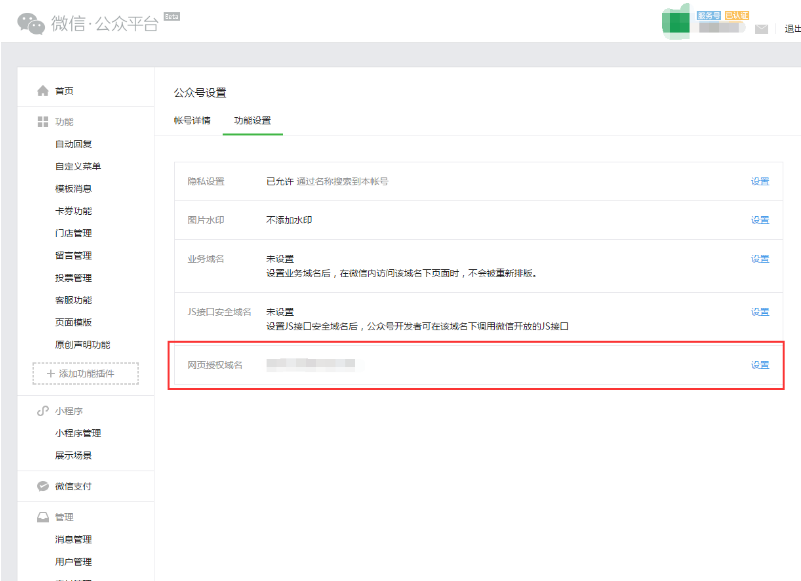 微信·公众平台
服务号 已认证
退出
首页
功能
自动回复
自定义菜单
模板消息
卡券功能
门店管理
留言管理
投票管理
客服功能
页面模版
原创声明功能
+ 添加功能插件
小程序
小程序管理
展示场景
微信支付
管理
消息管理
用户管理
公众号设置
帐号详情 功能设置
隐私设置 已允许 通过名称搜索到本帐号 设置
图片水印 不添加水印 设置
业务域名 未设置 设置
设置业务域名后，在微信内访问该域名下页面时，不会被重新排版。
JS接口安全域名 未设置 设置
设置JS接口安全域名后，公众号开发者可在该域名下调用微信开放的JS接口
网页授权域名 设置